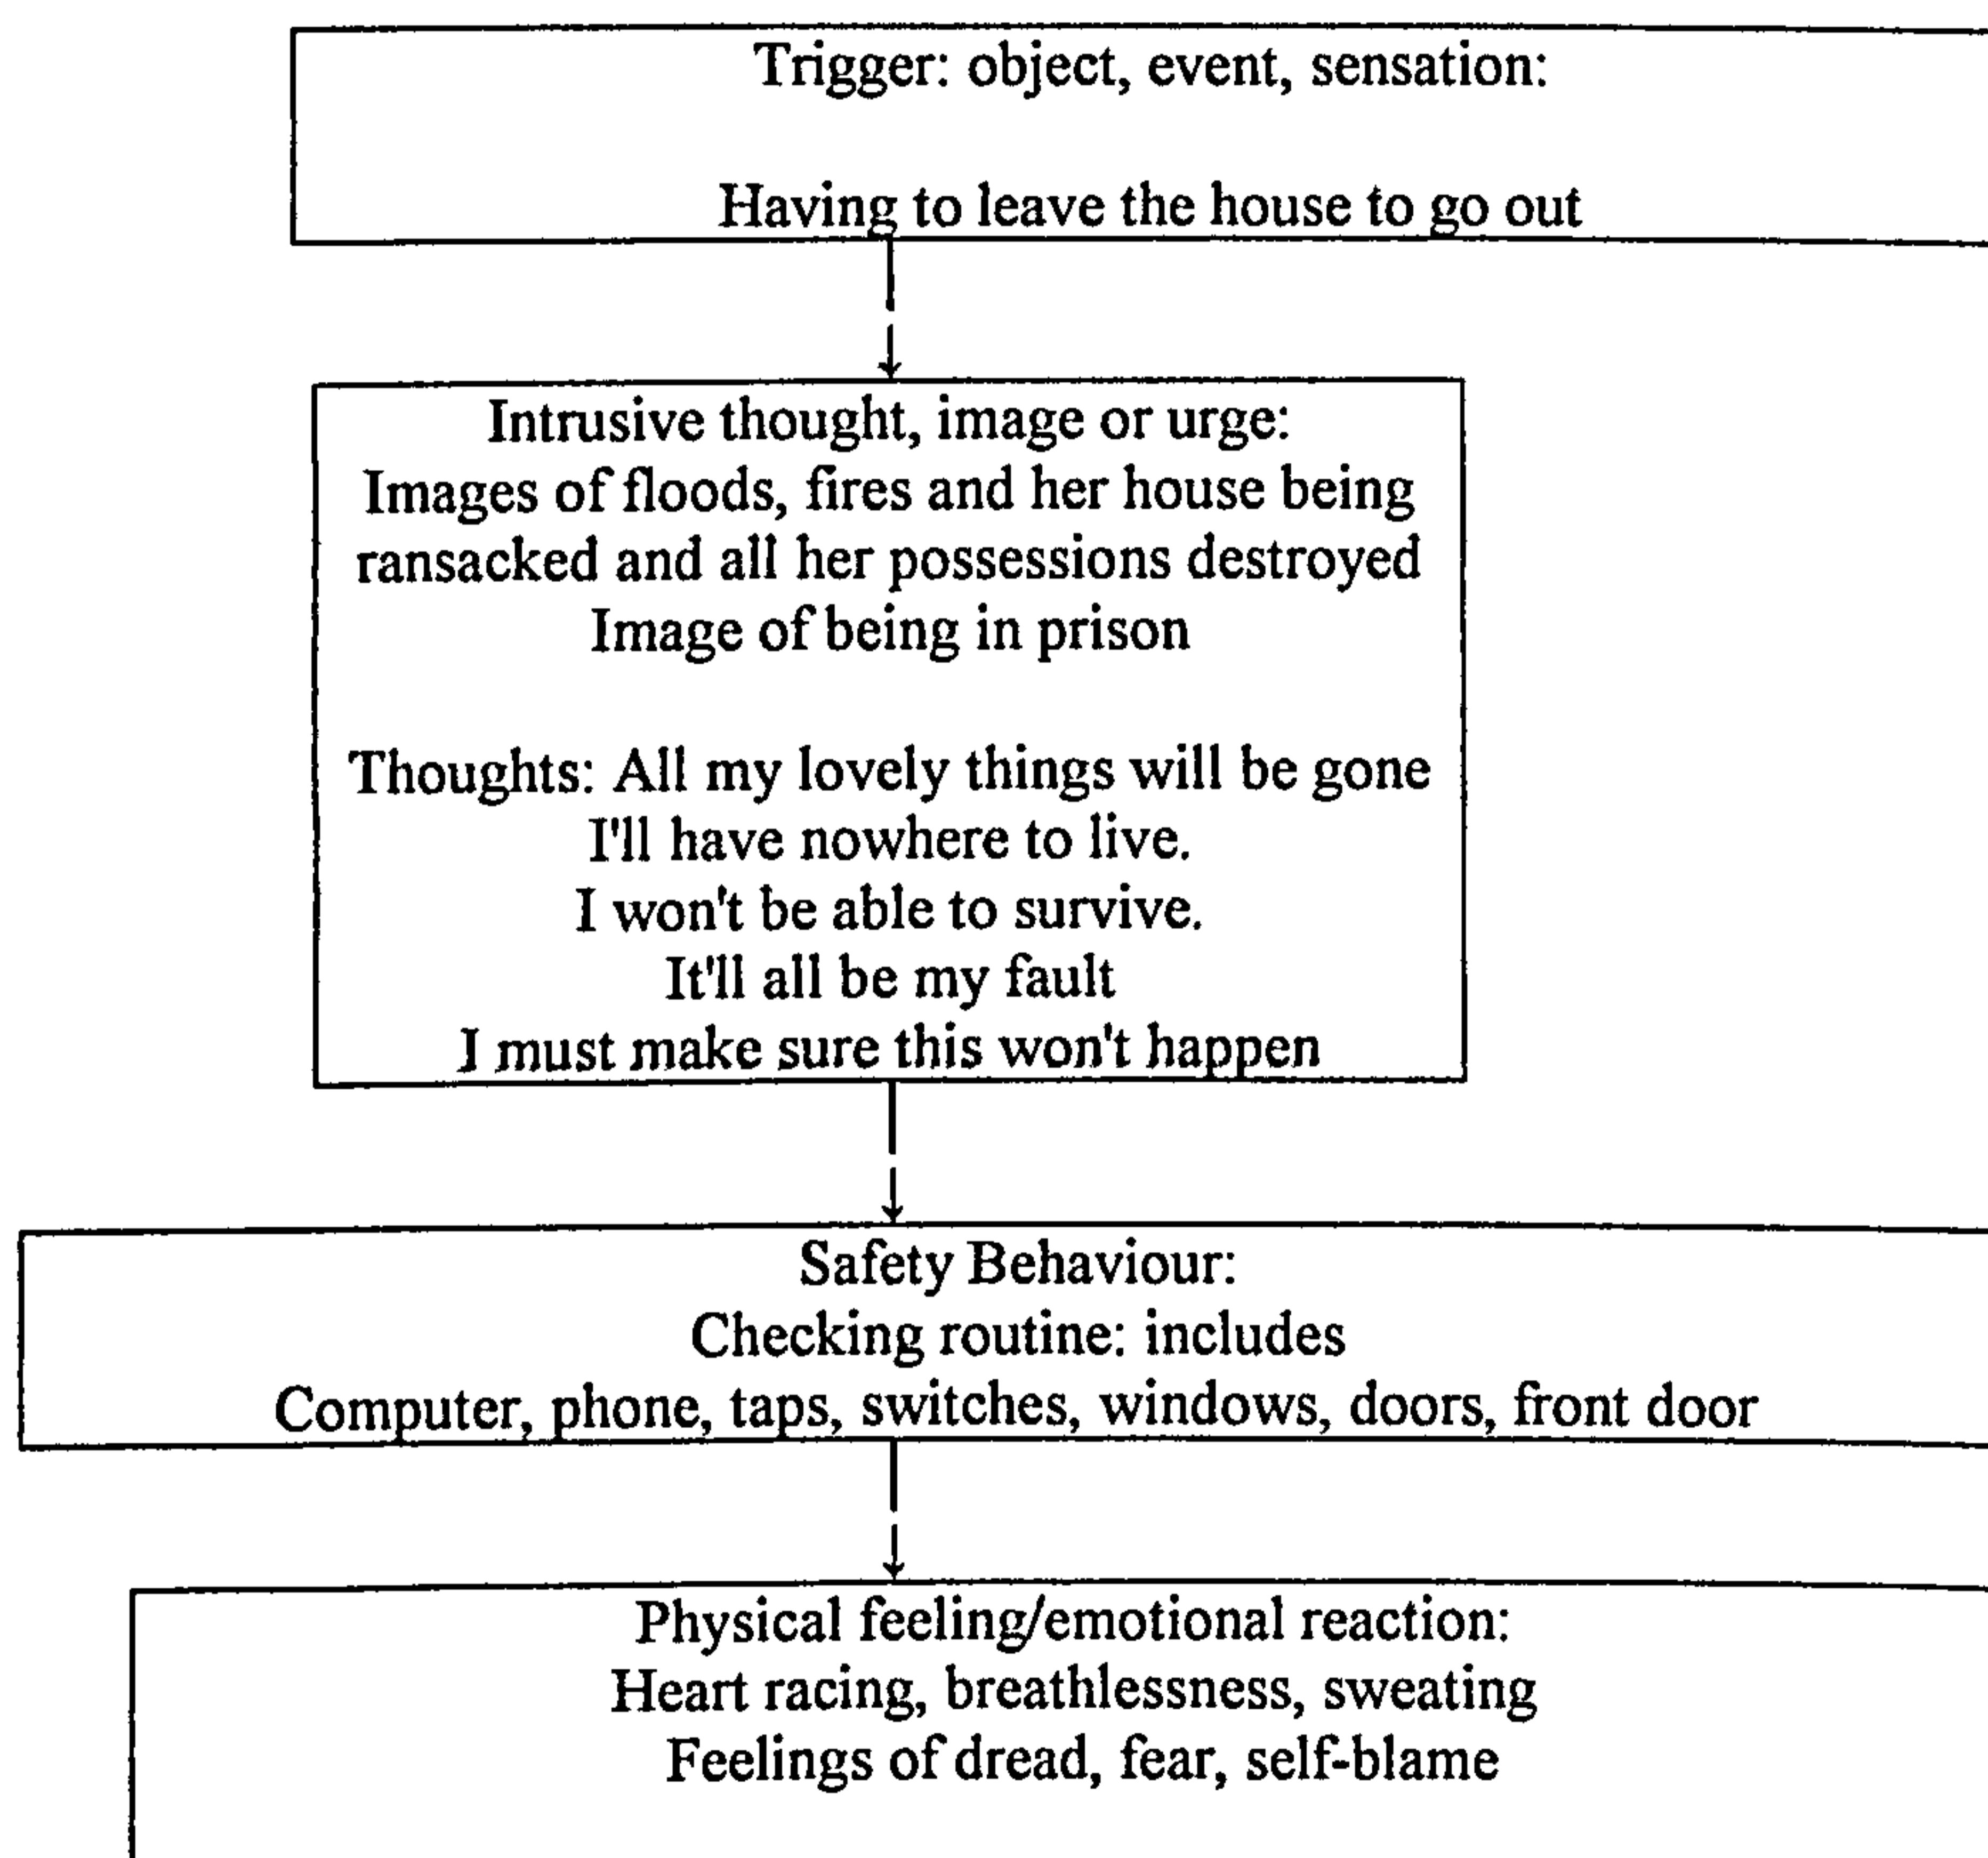 Trigger: object, event, sensation:
Having to leave the house to go out
Intrusive thought, image or urge:
Images of floods, fires and her house being
ransacked and all her possessions destroyed
Image of being in prison
Thoughts: All my lovely things will be gone
I'll have nowhere to live.
I won't be able to survive.
It'll all be my fault
I must make sure this won't happen
Safety Behaviour:
Checking routine: includes
Computer, phone, taps, switches, windows, doors, front door
Physical feeling/emotional reaction:
Heart racing, breathlessness, sweating
Feelings of dread, fear, self-blame